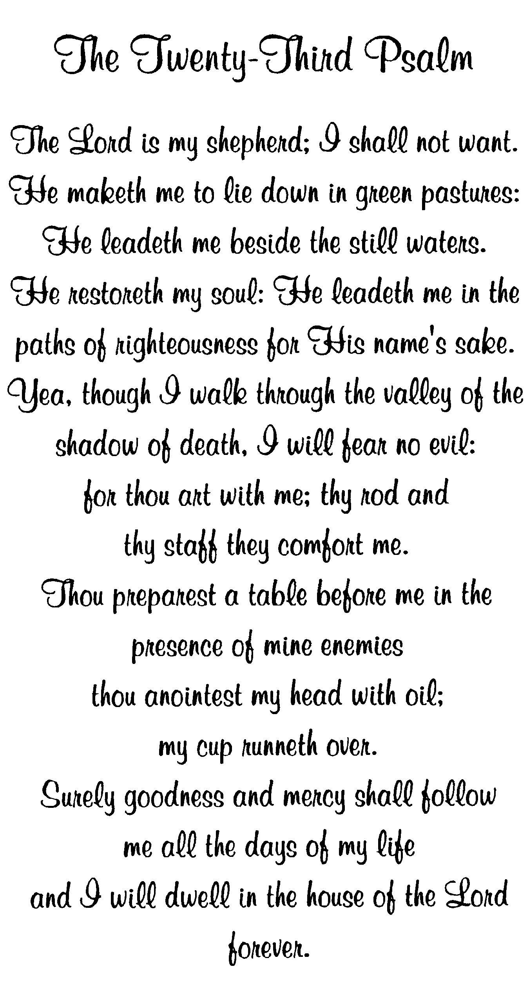 The Twenty-Third Psalm
The Lord is my shepherd; I shall not want.
He maketh me to lie down in green pastures:
He leadeth me beside the still waters.
He restoreth my soul: He leadeth me in the
paths of righteousness for His name's sake.
Yea, though I walk through the valley of the
shadow of death, I will fear no evil:
for thou art with me; thy rod and
thy staff they comfort me.
Thou preparest a table before me in the
presence of mine enemies
thou anointest my head with oil;
my cup runneth over.
Surely goodness and mercy shall follow
me all the days of my life
and I will dwell in the house of the Lord
forever.